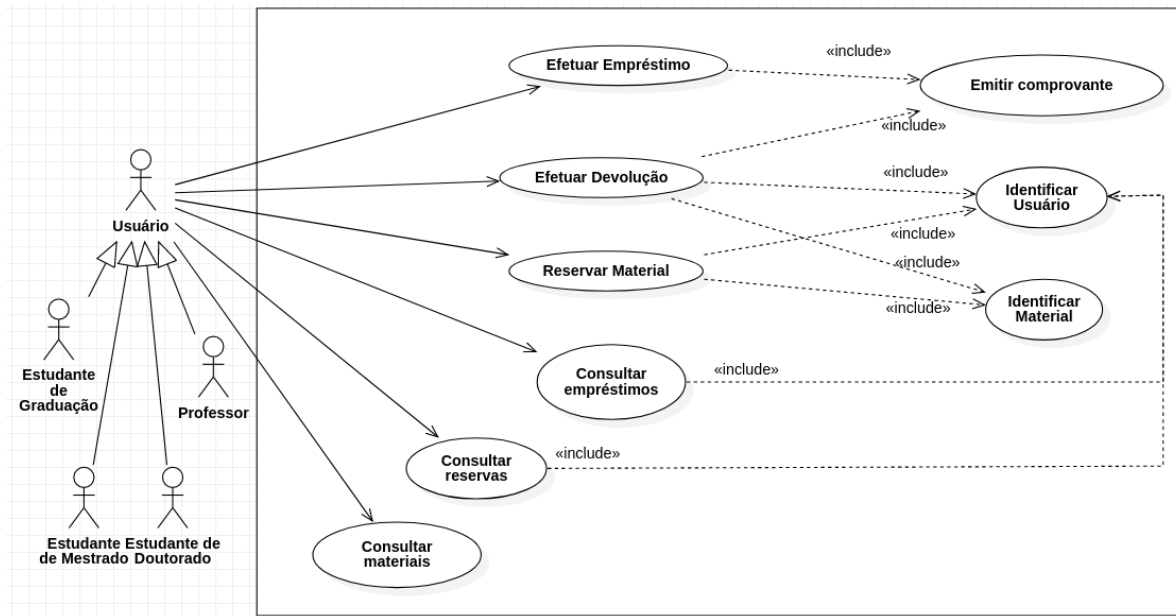 «include»
Efetuar Empréstimo
Emitir comprovante
«include»
Efetuar Devolução
«include»
Identificar
Usuário
Usuário
«include»
Reservar Material
«include»
Identificar
Material
«include»
Estudante
de
Graduação
Professor
Consultar
empréstimos
«include»
Consultar
reservas
«include»
Estudante
de Mestrado
Estudante de
Doutorado
Consultar
materiais